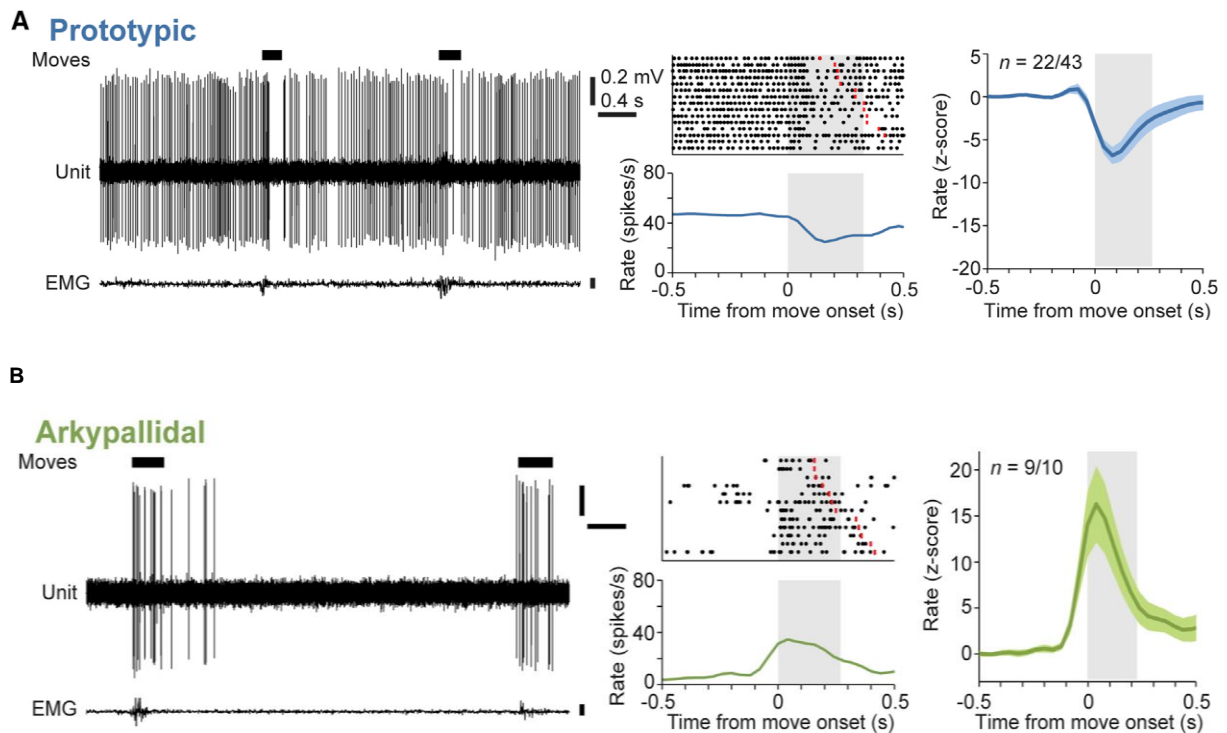 A
Prototypic
Moves
Unit
EMG
0.2 mV
0.4 s
80
40
0
Rate (spikes/s)
-0.5 0 0.5
Time from move onset (s)
n = 22/43
5
0
-5
-10
-15
-20
Rate (z-score)
-0.5 0 0.5
Time from move onset (s)
B
Arkypallidal
Moves
Unit
EMG
80
40
0
Rate (spikes/s)
-0.5 0 0.5
Time from move onset (s)
n = 9/10
20
15
10
5
0
Rate (z-score)
-0.5 0 0.5
Time from move onset (s)